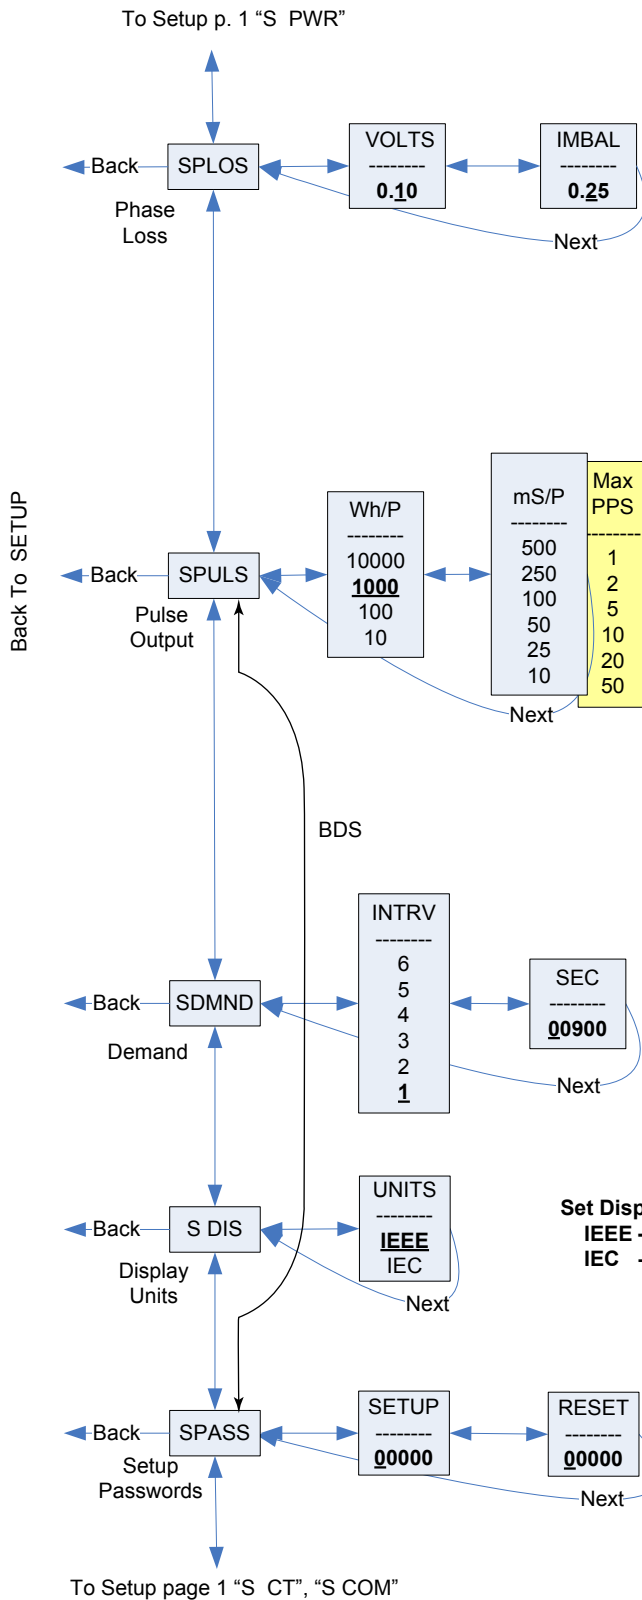 To Setup p. 1 “S PWR”
Back
SPLOS
Phase
Loss
VOLTS
--------
0.10
IMBAL
--------
0.25
Next
Back To SETUP
Back
SPULS
Pulse
Output
Wh/P
--------
10000
1000
100
10
mS/P
--------
500
250
100
50
25
10
Max
PPS
--------
1
2
5
10
20
50
Next
BDS
Back
SDMND
Demand
INTRV
--------
6
5
4
3
2
1
SEC
--------
00900
Next
Back
S DIS
Display
Units
UNITS
--------
IEEE
IEC
Next
Set Disp
IEEE -
IEC -
Back
SPASS
Setup
Passwords
SETUP
--------
00000
RESET
--------
00000
Next
To Setup page 1 “S CT”, “S COM”